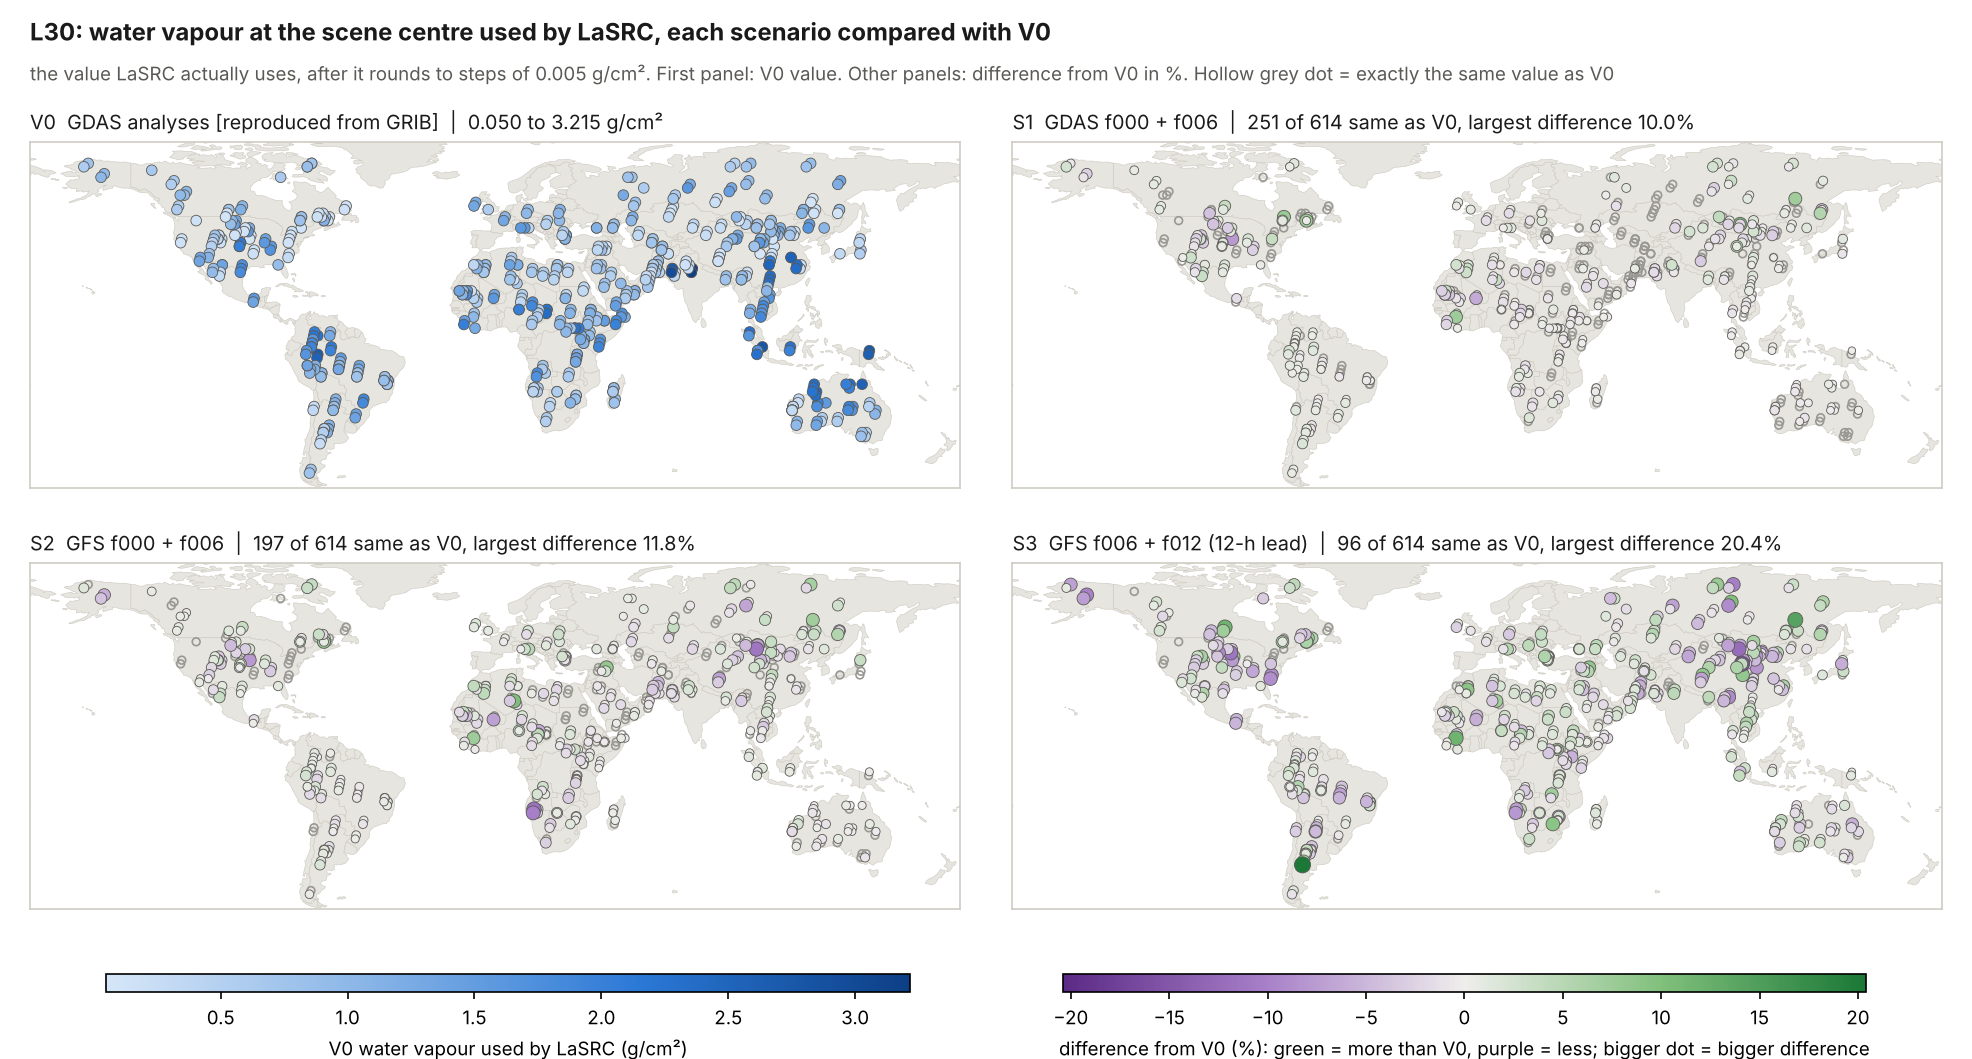 L30: water vapour at the scene centre used by LaSRC, each scenario compared with V0
the value LaSRC actually uses, after it rounds to steps of 0.005 g/cm². First panel: V0 value. Other panels: difference from V0 in %. Hollow grey dot = exactly the same value as V0
V0 GDAS analyses [reproduced from GRIB] | 0.050 to 3.215 g/cm²
S1 GDAS f000 + f006 | 251 of 614 same as V0, largest difference 10.0%
S2 GFS f000 + f006 | 197 of 614 same as V0, largest difference 11.8%
S3 GFS f006 + f012 (12-h lead) | 96 of 614 same as V0, largest difference 20.4%
0.5 1.0 1.5 2.0 2.5 3.0
V0 water vapour used by LaSRC (g/cm²)
−20 −15 −10 −5 0 5 10 15 20
difference from V0 (%): green = more than V0, purple = less; bigger dot = bigger difference